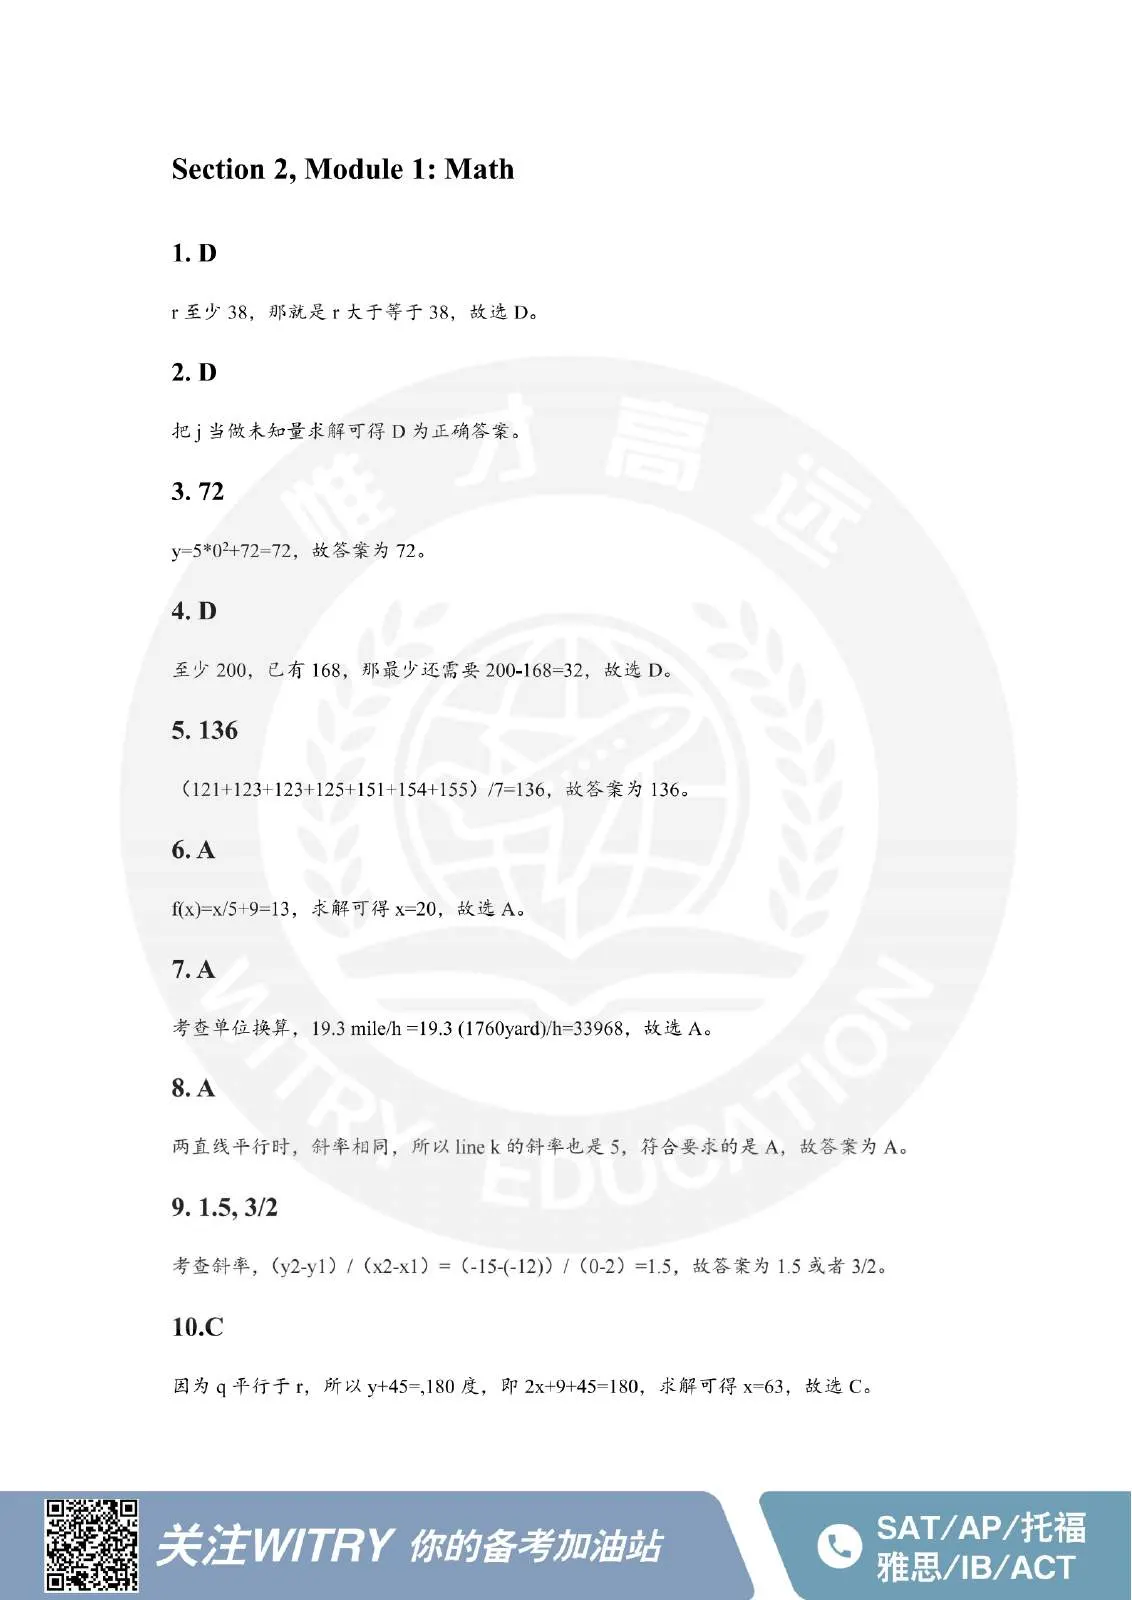 Section 2, Module 1: Math
1. D
r 至少 38，那就是 r 大于等于 38，故选 D。
2. D
把 j 当做未知量求解可得 D 为正确答案。
3. 72
y=5*0²+72=72，故答案为 72。
4. D
至少 200，已有 168，那最少还需要 200-168=32，故选 D。
5. 136
（121+123+123+125+151+154+155）/7=136，故答案为 136。
6. A
f(x)=x/5+9=13，求解可得 x=20，故选 A。
7. A
考查单位换算，19.3 mile/h =19.3 (1760yard)/h=33968，故选 A。
8. A
两直线平行时，斜率相同，所以 line k 的斜率也是 5，符合要求的是 A，故答案为 A。
9. 1.5, 3/2
考查斜率，（y2-y1）/（x2-x1）=（-15-(-12)）/（0-2）=1.5，故答案为 1.5 或者 3/2。
10.C
因为 q 平行于 r，所以 y+45=,180 度，即 2x+9+45=180，求解可得 x=63，故选 C。
惟才高远
WITRY EDUCATION
关注WITRY 你的备考加油站
SAT/AP/托福
雅思/IB/ACT